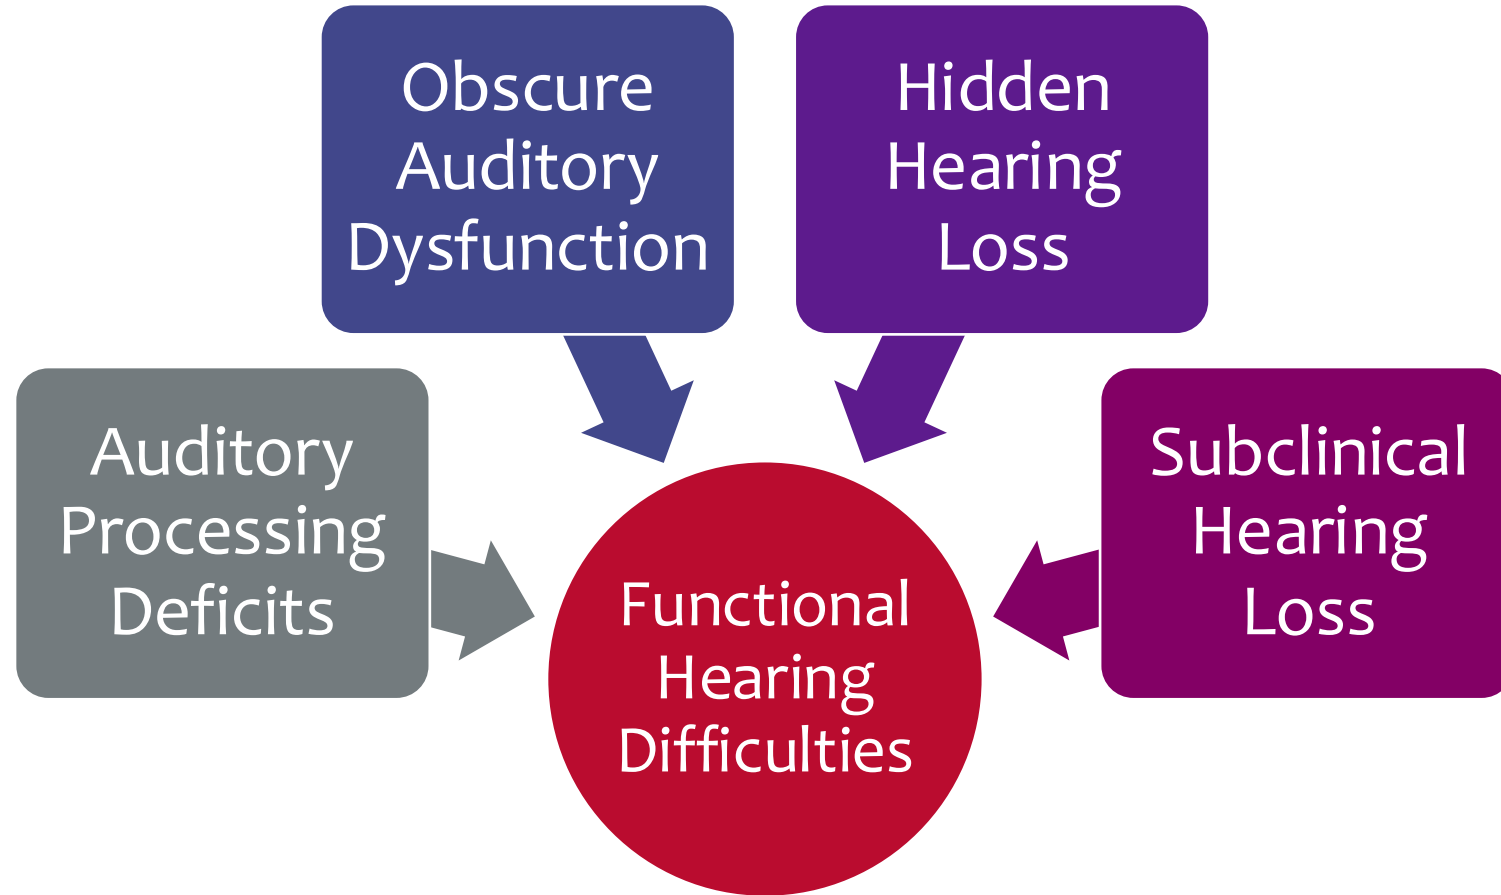 Obscure
Auditory
Dysfunction
Hidden
Hearing
Loss
Auditory
Processing
Deficits
Subclinical
Hearing
Loss
Functional
Hearing
Difficulties